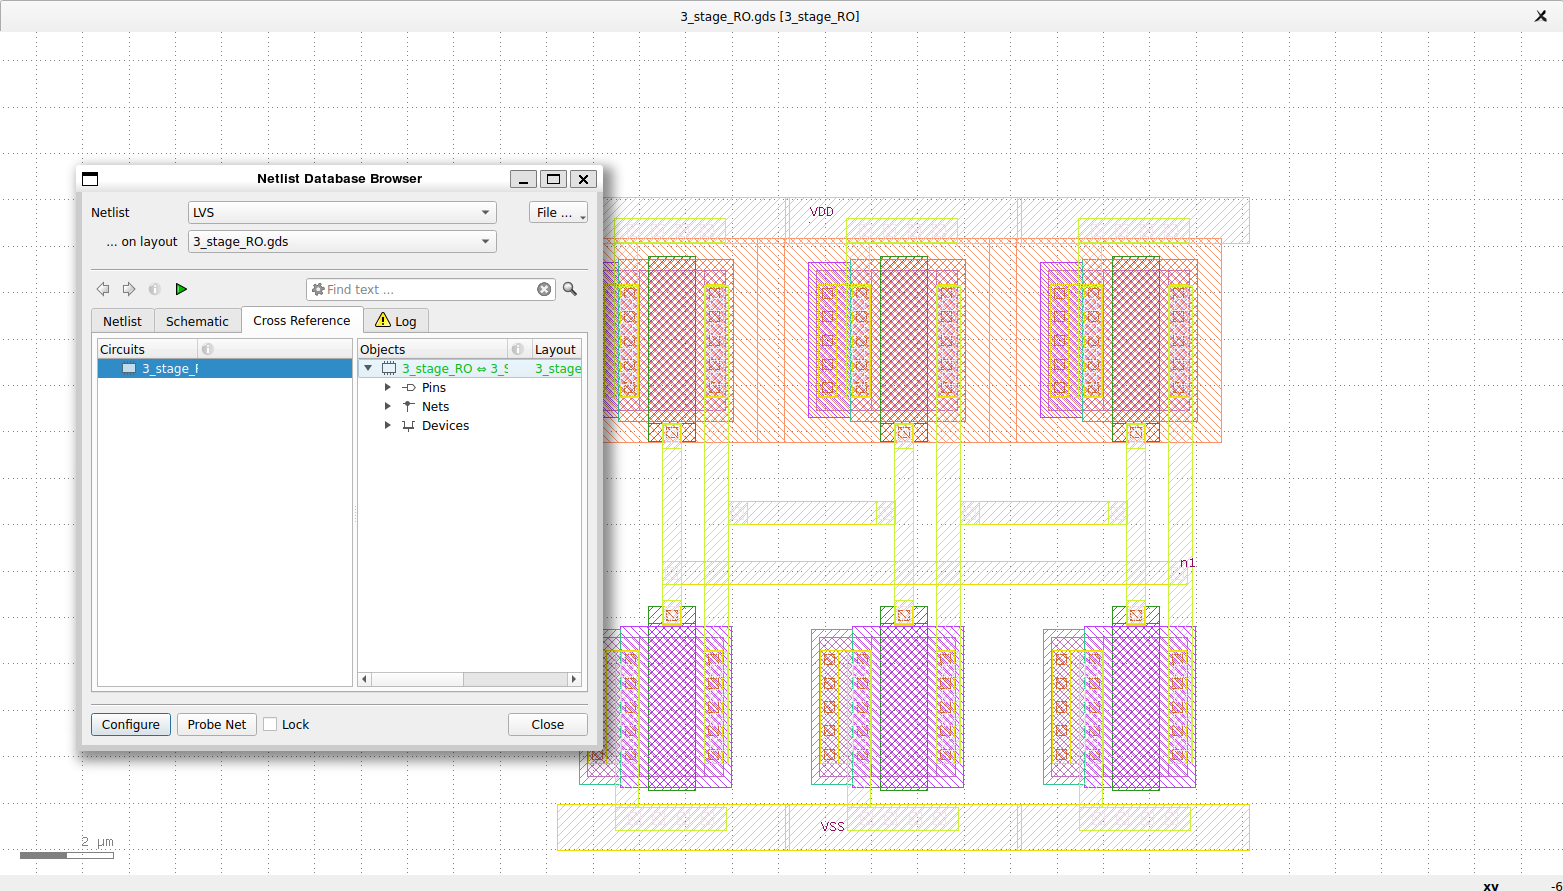 3_stage_RO.gds [3_stage_RO]
Netlist Database Browser
Netlist
LVS
File ...
... on layout
3_stage_RO.gds
Find text ...
Netlist
Schematic
Cross Reference
Log
Circuits
Objects
Layout
3_stage_R
3_stage_RO ⇔ 3_S
3_stage
Pins
Nets
Devices
Configure
Probe Net
Lock
Close
VDD
n1
VSS
2 µm
xy
-6